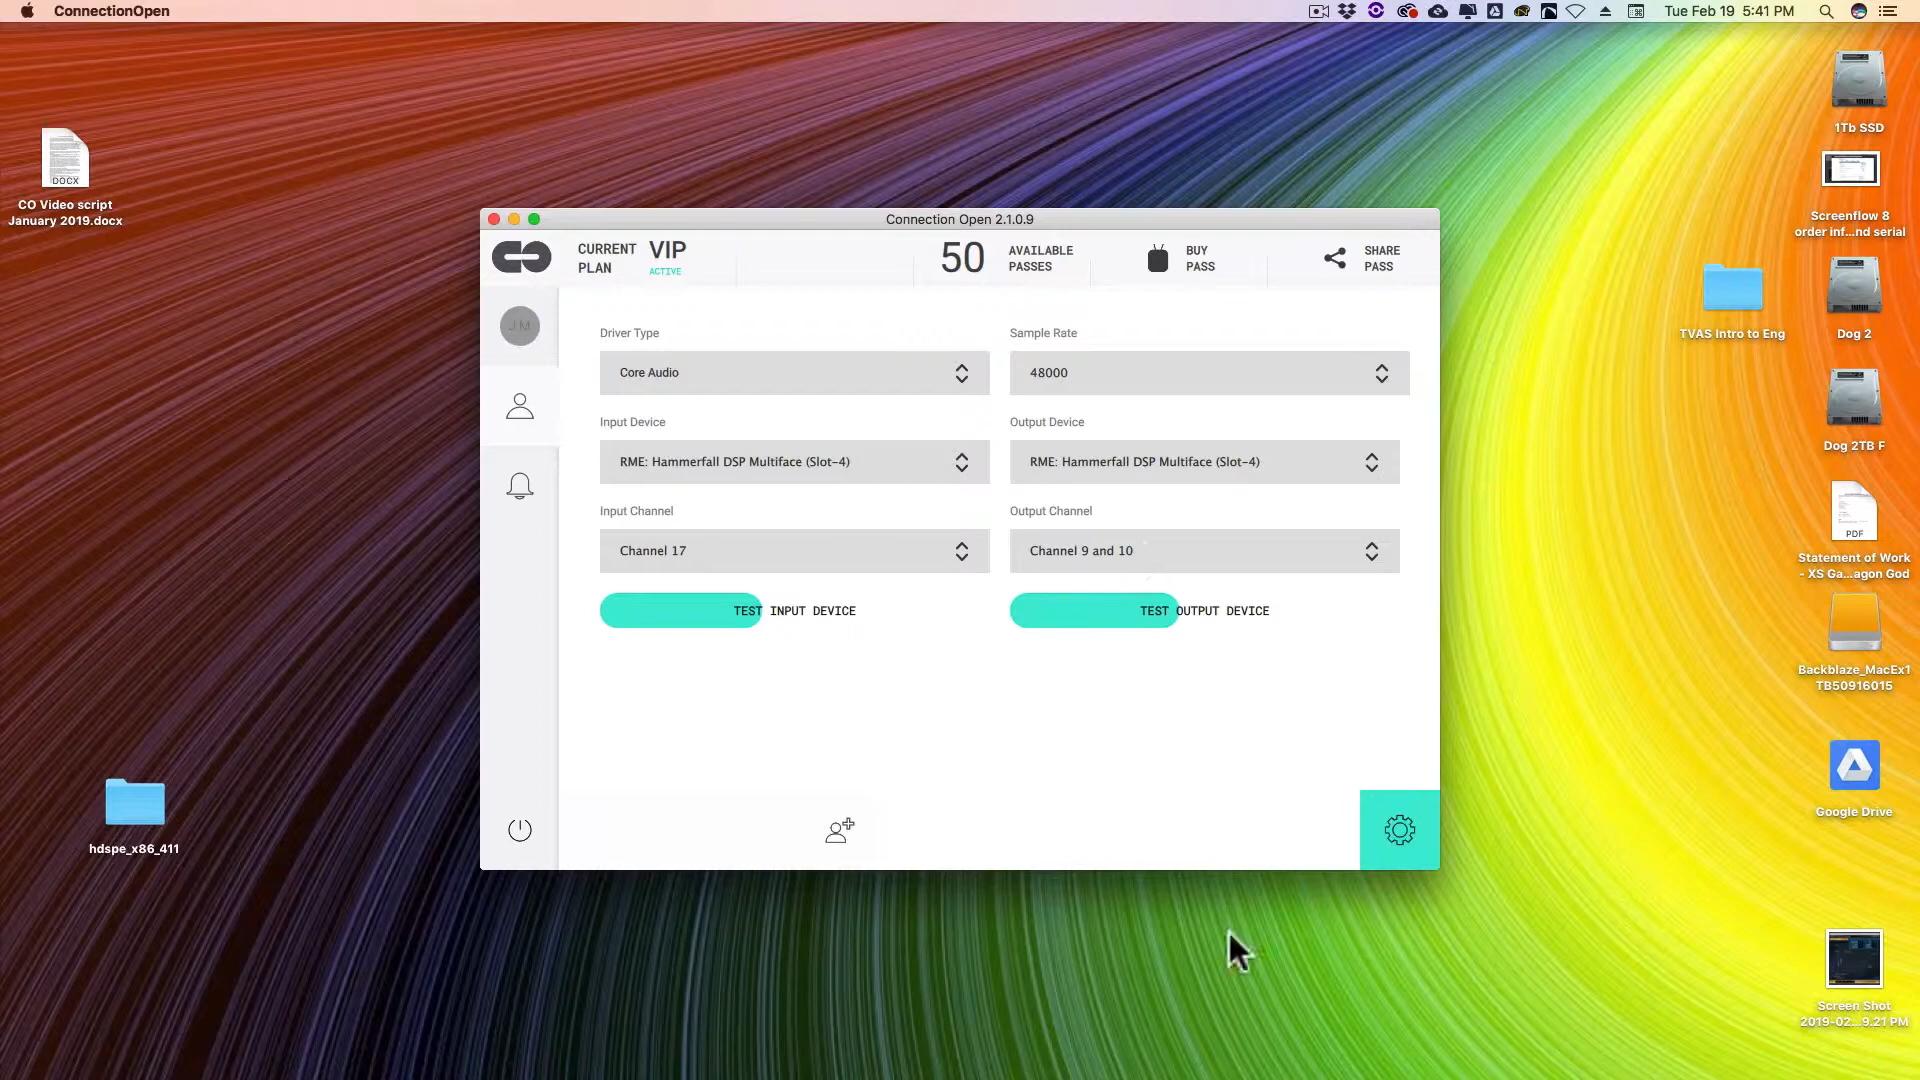 ConnectionOpen
Tue Feb 19 5:41 PM
1Tb SSD
DOCX
CO Video script
January 2019.docx
Screenflow 8
order inf...nd serial
Connection Open 2.1.0.9
CURRENT
PLAN
VIP
ACTIVE
50
AVAILABLE
PASSES
BUY
PASS
SHARE
PASS
JM
TVAS Intro to Eng
Dog 2
Driver Type
Core Audio
Sample Rate
48000
Input Device
RME: Hammerfall DSP Multiface (Slot-4)
Output Device
RME: Hammerfall DSP Multiface (Slot-4)
Input Channel
Channel 17
Output Channel
Channel 9 and 10
TEST INPUT DEVICE
TEST OUTPUT DEVICE
Dog 2TB F
PDF
Statement of Work
- XS Ga...agon God
Backblaze_MacEx1
TB50916015
Google Drive
hdspe_x86_411
Screen Shot
2019-02...9.21 PM